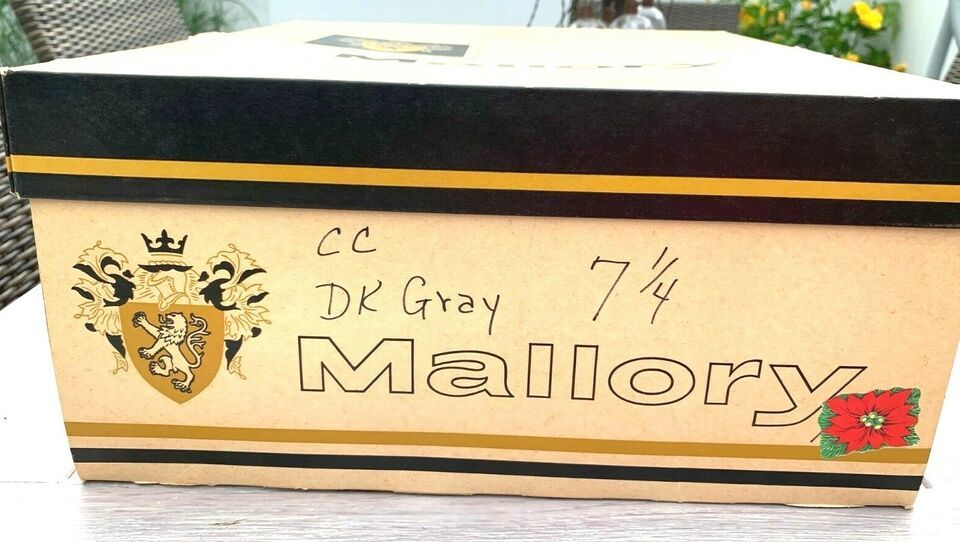 CC
DK Gray 7 1/4
Mallory